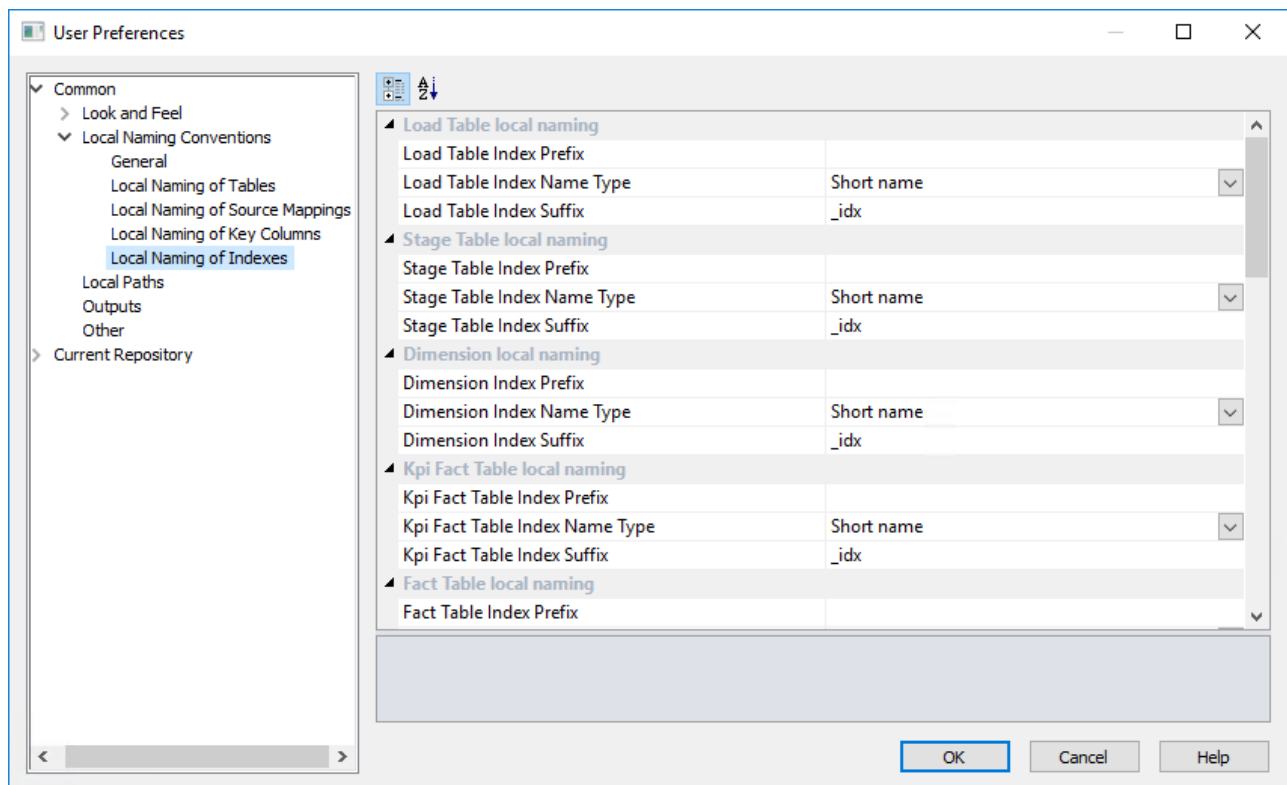 User Preferences
Common
Look and Feel
Local Naming Conventions
General
Local Naming of Tables
Local Naming of Source Mappings
Local Naming of Key Columns
Local Naming of Indexes
Local Paths
Outputs
Other
Current Repository
Load Table local naming
Load Table Index Prefix
Load Table Index Name Type Short name
Load Table Index Suffix _idx
Stage Table local naming
Stage Table Index Prefix
Stage Table Index Name Type Short name
Stage Table Index Suffix _idx
Dimension local naming
Dimension Index Prefix
Dimension Index Name Type Short name
Dimension Index Suffix _idx
Kpi Fact Table local naming
Kpi Fact Table Index Prefix
Kpi Fact Table Index Name Type Short name
Kpi Fact Table Index Suffix _idx
Fact Table local naming
Fact Table Index Prefix
OK Cancel Help